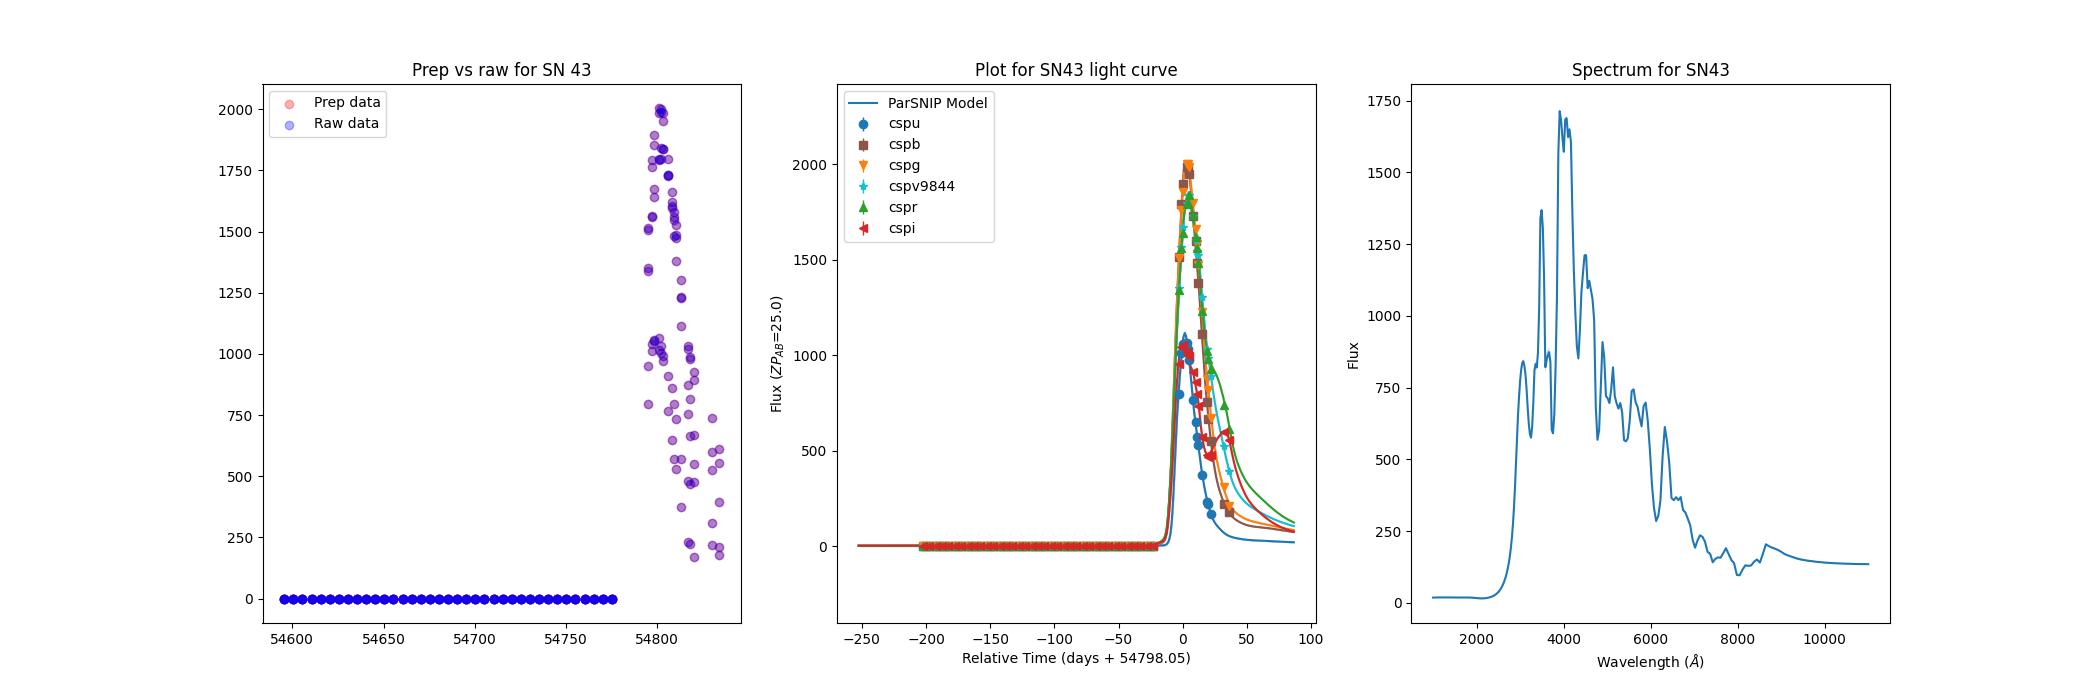 Prep vs raw for SN 43
Prep data
Raw data
2000
1750
1500
1250
1000
750
500
250
0
54600
54650
54700
54750
54800
Plot for SN43 light curve
ParSNIP Model
cspu
cspb
cspg
cspv9844
cspr
cspi
Flux (ZP_AB=25.0)
2000
1500
1000
500
0
−250
−200
−150
−100
−50
0
50
100
Relative Time (days + 54798.05)
Spectrum for SN43
Flux
1750
1500
1250
1000
750
500
250
0
2000
4000
6000
8000
10000
Wavelength (Å)